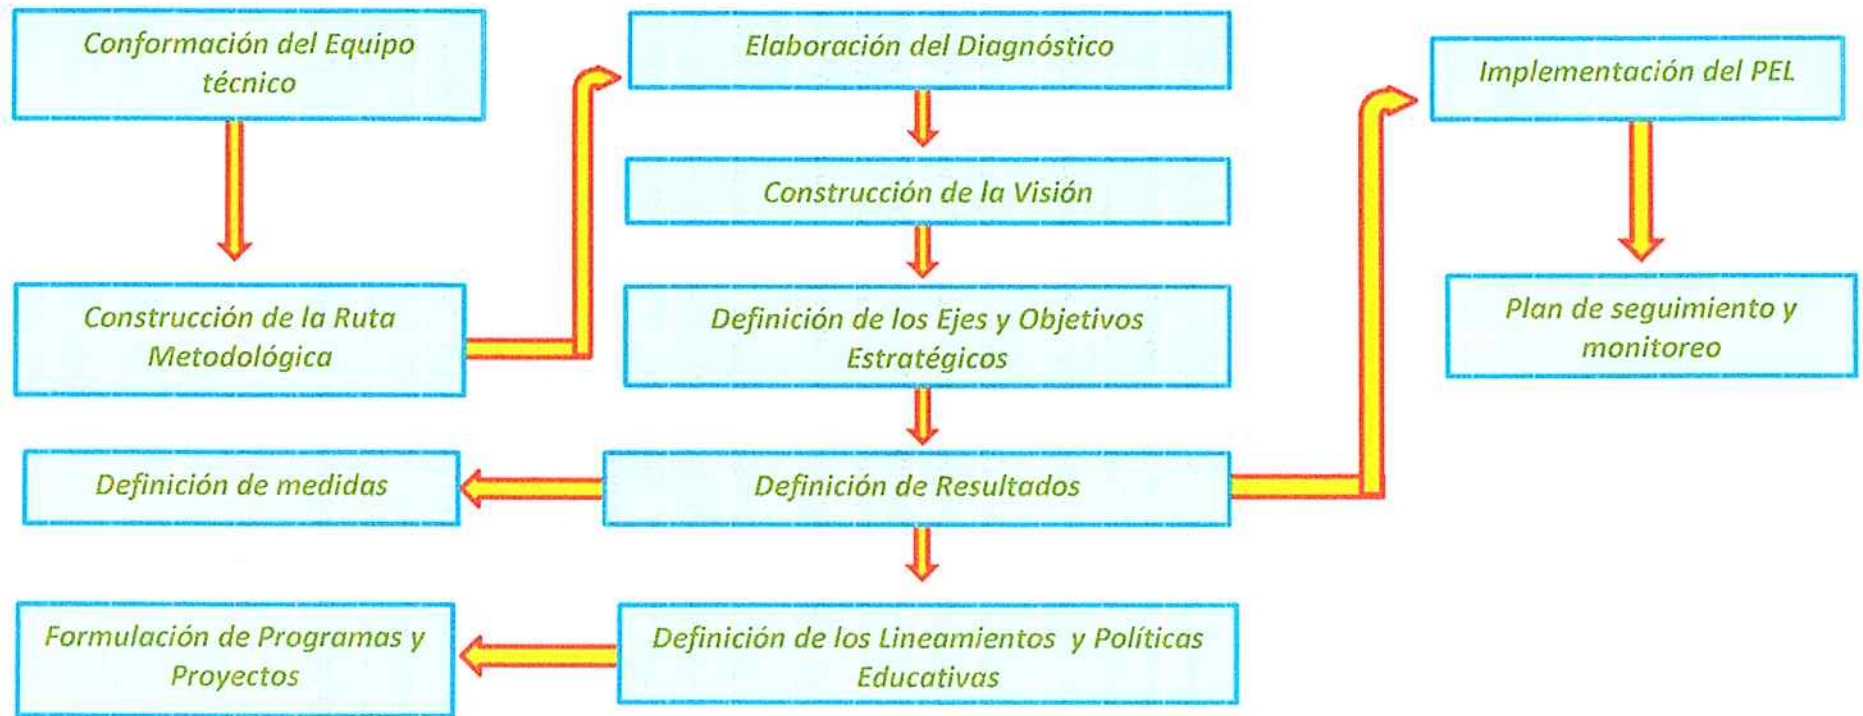 Conformación del Equipo
técnico
Construcción de la Ruta
Metodológica
Elaboración del Diagnóstico
Construcción de la Visión
Definición de los Ejes y Objetivos
Estratégicos
Definición de Resultados
Definición de medidas
Definición de los Lineamientos y Políticas
Educativas
Formulación de Programas y
Proyectos
Implementación del PEL
Plan de seguimiento y
monitoreo